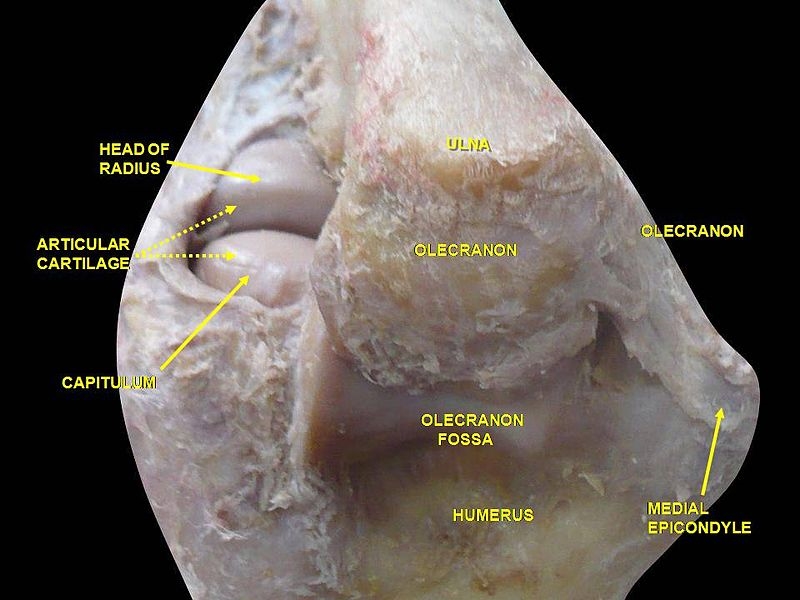 HEAD OF
RADIUS
ULNA
ARTICULAR
CARTILAGE
OLECRANON
OLECRANON
CAPITULUM
OLECRANON
FOSSA
HUMERUS
MEDIAL
EPICONDYLE